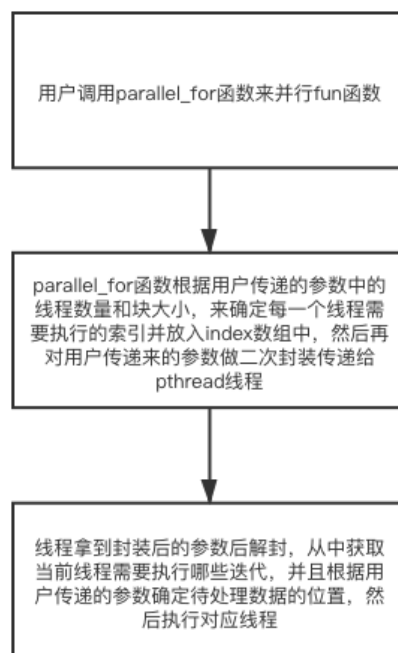 用户调用parallel_for函数来并行fun函数
parallel_for函数根据用户传递的参数中的
线程数量和块大小，来确定每一个线程需
要执行的索引并放入index数组中，然后再
对用户传递来的参数做二次封装传递给
pthread线程
线程拿到封装后的参数后解封，从中获取
当前线程需要执行哪些迭代，并且根据用
户传递的参数确定待处理数据的位置，然
后执行对应线程